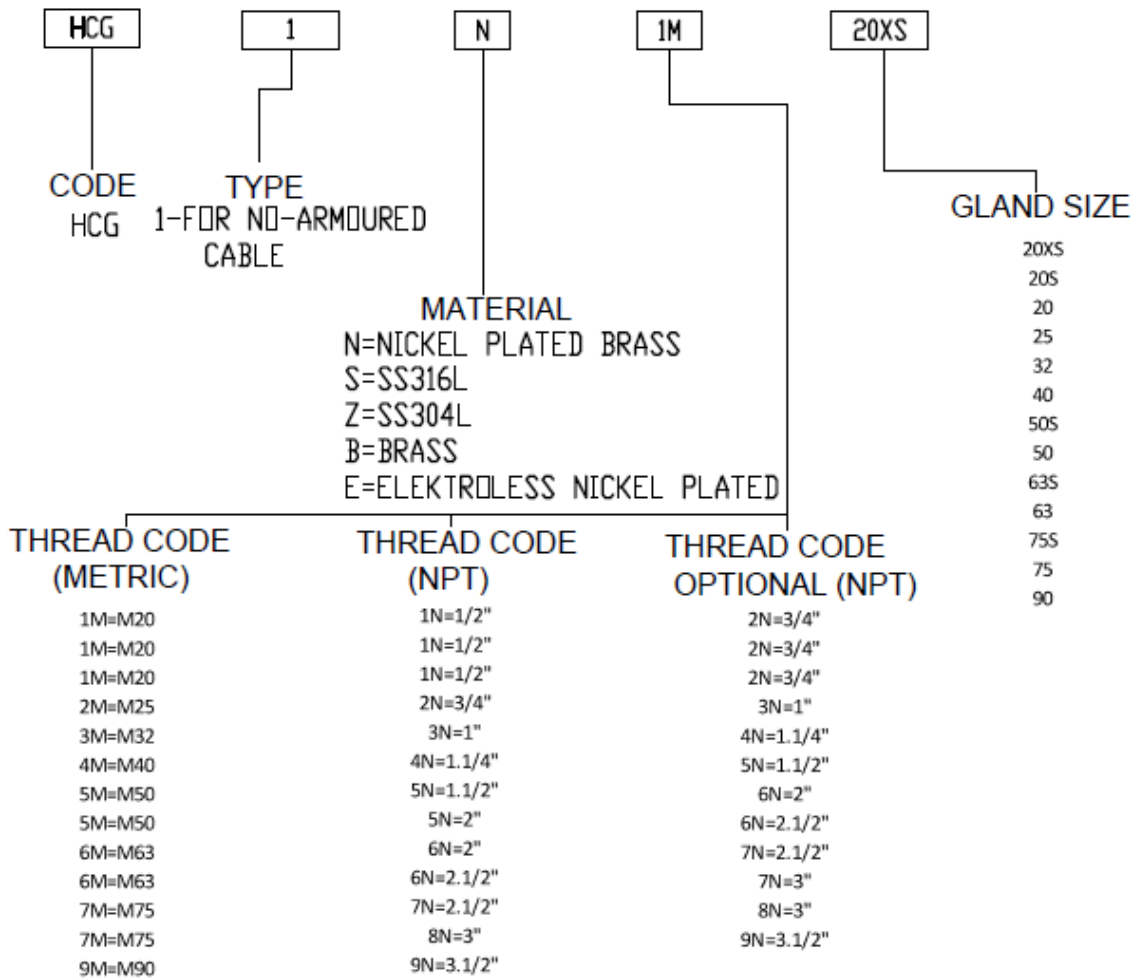 HCG
1
N
1M
20XS
CODE
HCG
TYPE
1-FOR NO-ARMOURED
CABLE
MATERIAL
N=NICKEL PLATED BRASS
S=SS316L
Z=SS304L
B=BRASS
E=ELEKTROLESS NICKEL PLATED
GLAND SIZE
20XS
20S
20
25
32
40
50S
50
63S
63
75S
75
90
THREAD CODE
(METRIC)
1M=M20
1M=M20
1M=M20
2M=M25
3M=M32
4M=M40
5M=M50
5M=M50
6M=M63
6M=M63
7M=M75
7M=M75
9M=M90
THREAD CODE
(NPT)
1N=1/2"
1N=1/2"
1N=1/2"
2N=3/4"
3N=1"
4N=1.1/4"
5N=1.1/2"
5N=2"
6N=2"
6N=2.1/2"
7N=2.1/2"
8N=3"
9N=3.1/2"
THREAD CODE
OPTIONAL (NPT)
2N=3/4"
2N=3/4"
2N=3/4"
3N=1"
4N=1.1/4"
5N=1.1/2"
6N=2"
6N=2.1/2"
7N=2.1/2"
7N=3"
8N=3"
9N=3.1/2"